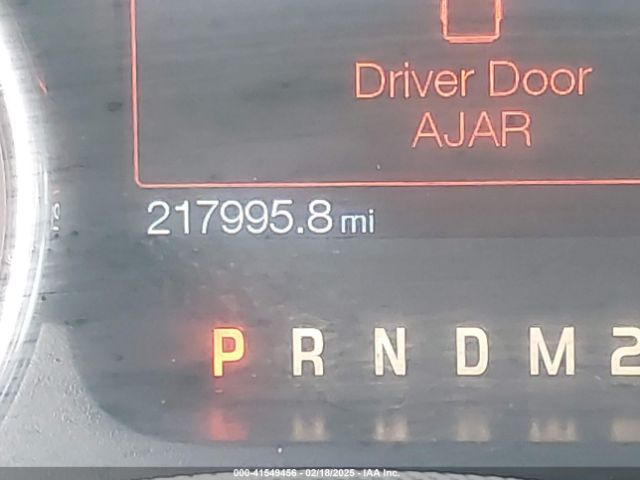 Driver Door
AJAR
217995.8 mi
P R N D M 2
000-41549456 - 02/18/2025 - IAA Inc.